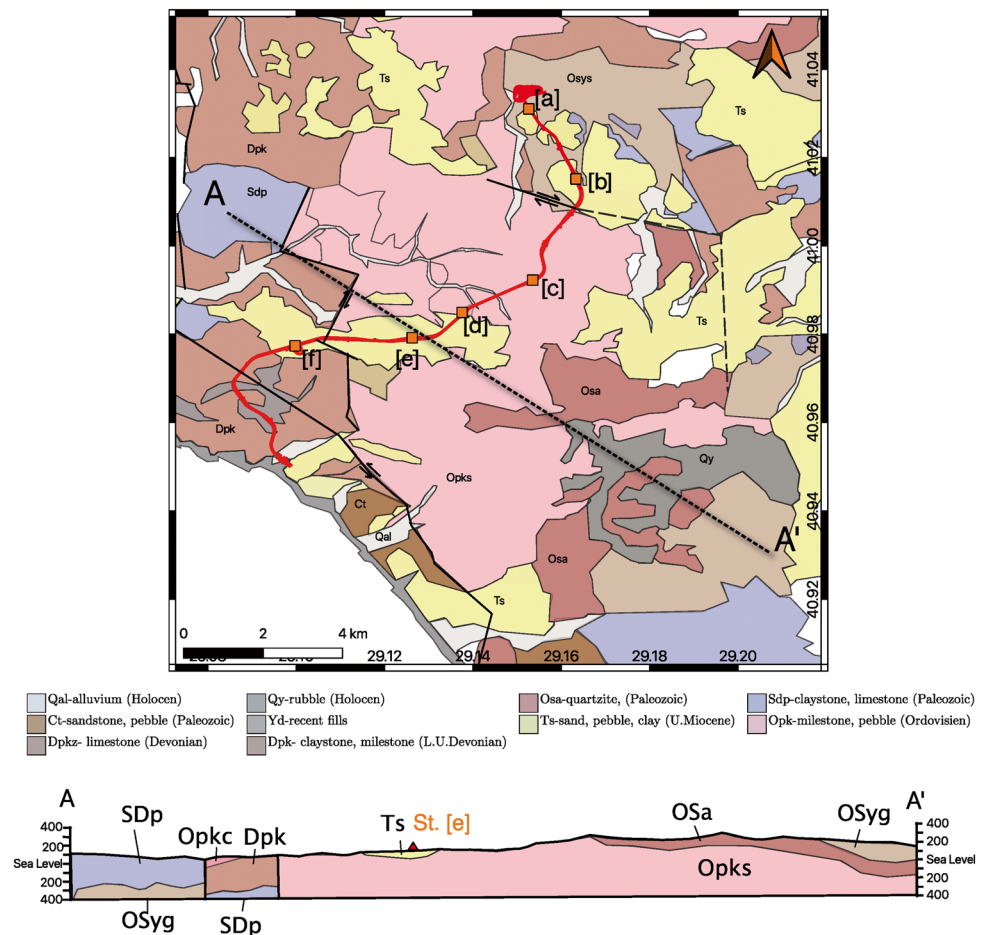 Ts
Osys
[a]
Ts
41.04
Dpk
41.02
Sdp
[b]
A
41.00
[c]
[d]
[e]
[f]
Ts
40.98
Osa
Dpk
40.96
Opks
Qy
Ct
40.94
Qal
A'
Osa
Ts
40.92
0 2 4 km
29.12 29.14 29.16 29.18 29.20
Qal-alluvium (Holocen)
Ct-sandstone, pebble (Paleozoic)
Dpkz- limestone (Devonian)
Qy-rubble (Holocen)
Yd-recent fills
Dpk- claystone, milestone (L.U.Devonian)
Osa-quartzite, (Paleozoic)
Ts-sand, pebble, clay (U.Miocene)
Sdp-claystone, limestone (Paleozoic)
Opk-milestone, pebble (Ordovisien)
A A'
SDp Opkc Dpk Ts St. [e] OSa OSyg
400 400
200 200
Sea Level Sea Level
200 200
400 400
Opks
OSyg SDp